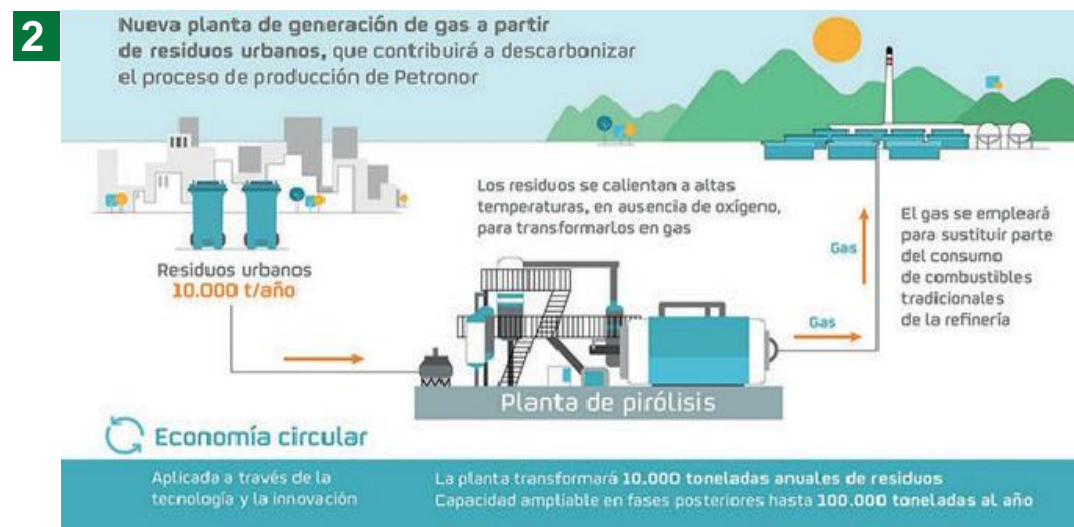 2
Nueva planta de generación de gas a partir
de residuos urbanos, que contribuirá a descarbonizar
el proceso de producción de Petronor
Los residuos se calientan a altas
temperaturas, en ausencia de oxígeno,
para transformarlos en gas
El gas se empleará
para sustituir parte
del consumo
de combustibles
tradicionales
de la refinería
Gas
Residuos urbanos
10.000 t/año
Gas
Planta de pirólisis
Economía circular
Aplicada a través de la
tecnología y la innovación
La planta transformará 10.000 toneladas anuales de residuos
Capacidad ampliable en fases posteriores hasta 100.000 toneladas al año